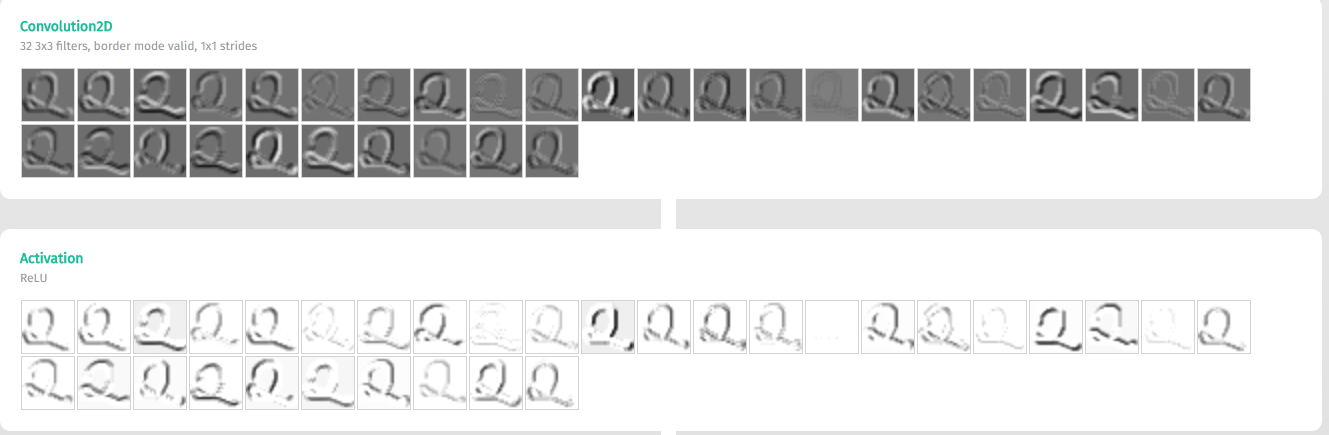 Convolution2D
32 3x3 filters, border mode valid, 1x1 strides
Activation
ReLU